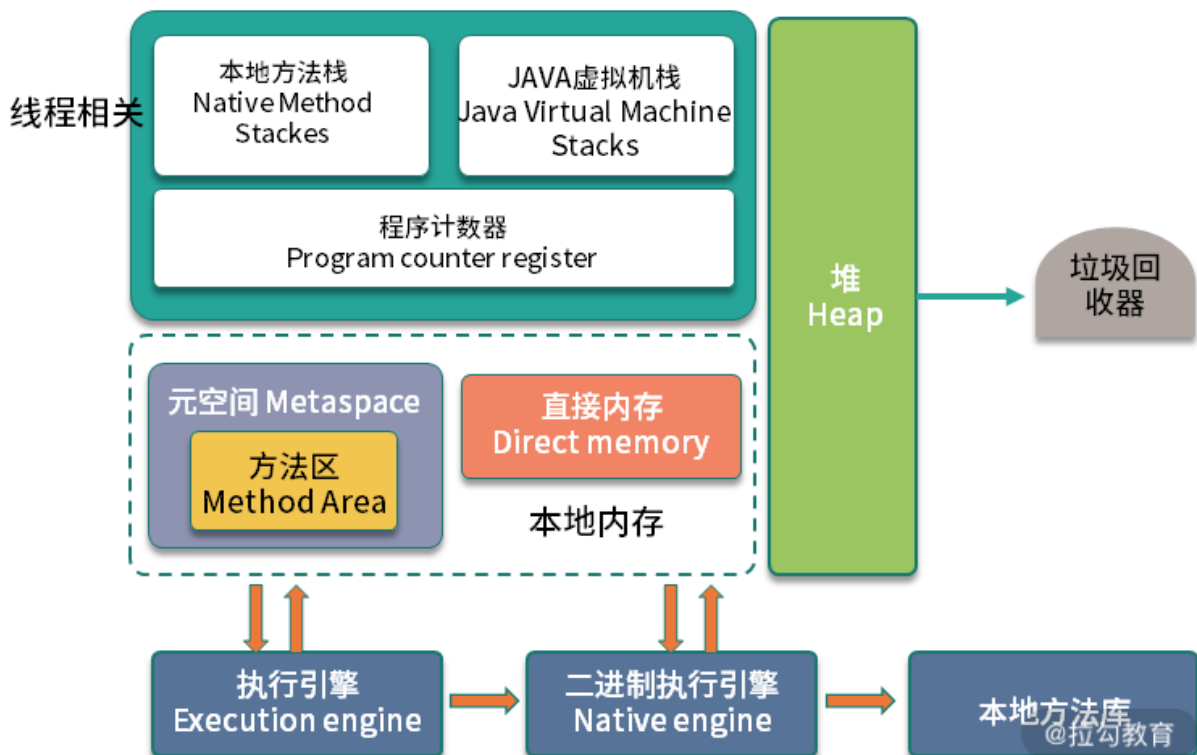 线程相关
本地方法栈
Native Method
Stackes
JAVA虚拟机栈
Java Virtual Machine
Stacks
程序计数器
Program counter register
堆
Heap
垃圾回
收器
元空间 Metaspace
方法区
Method Area
直接内存
Direct memory
本地内存
执行引擎
Execution engine
二进制执行引擎
Native engine
本地方法库
@拉勾教育